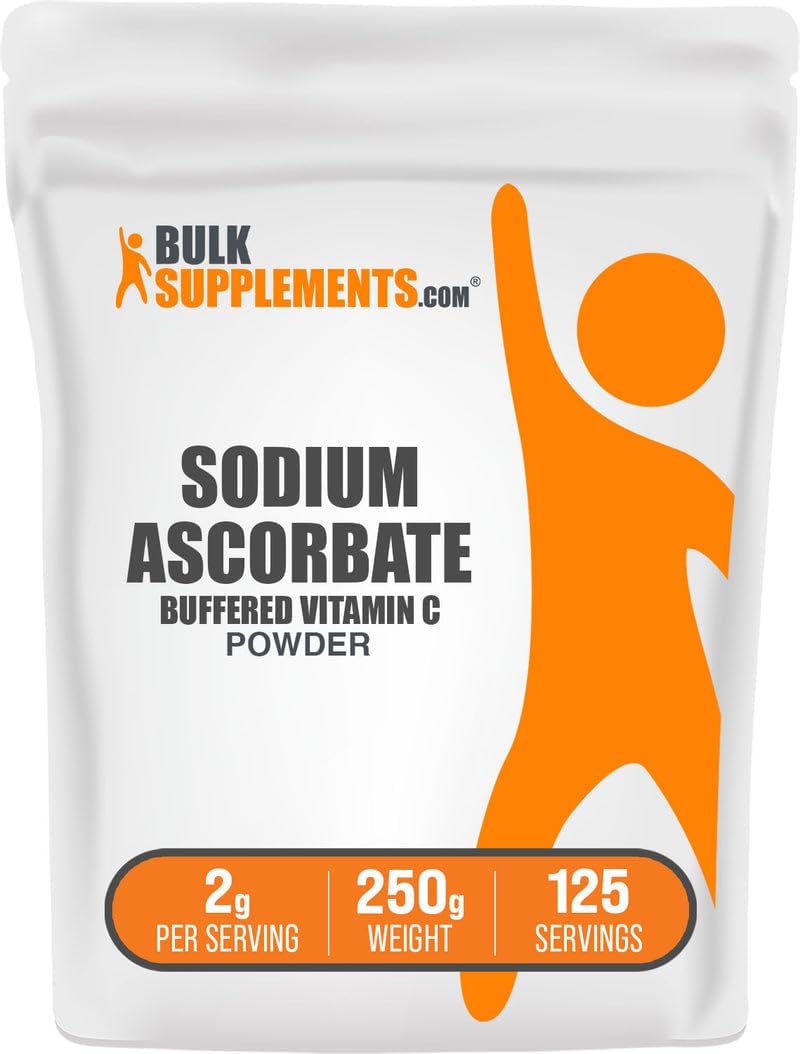 BULK
SUPPLEMENTS.COM®
SODIUM
ASCORBATE
BUFFERED VITAMIN C
POWDER
2g
PER SERVING
250g
WEIGHT
125
SERVINGS